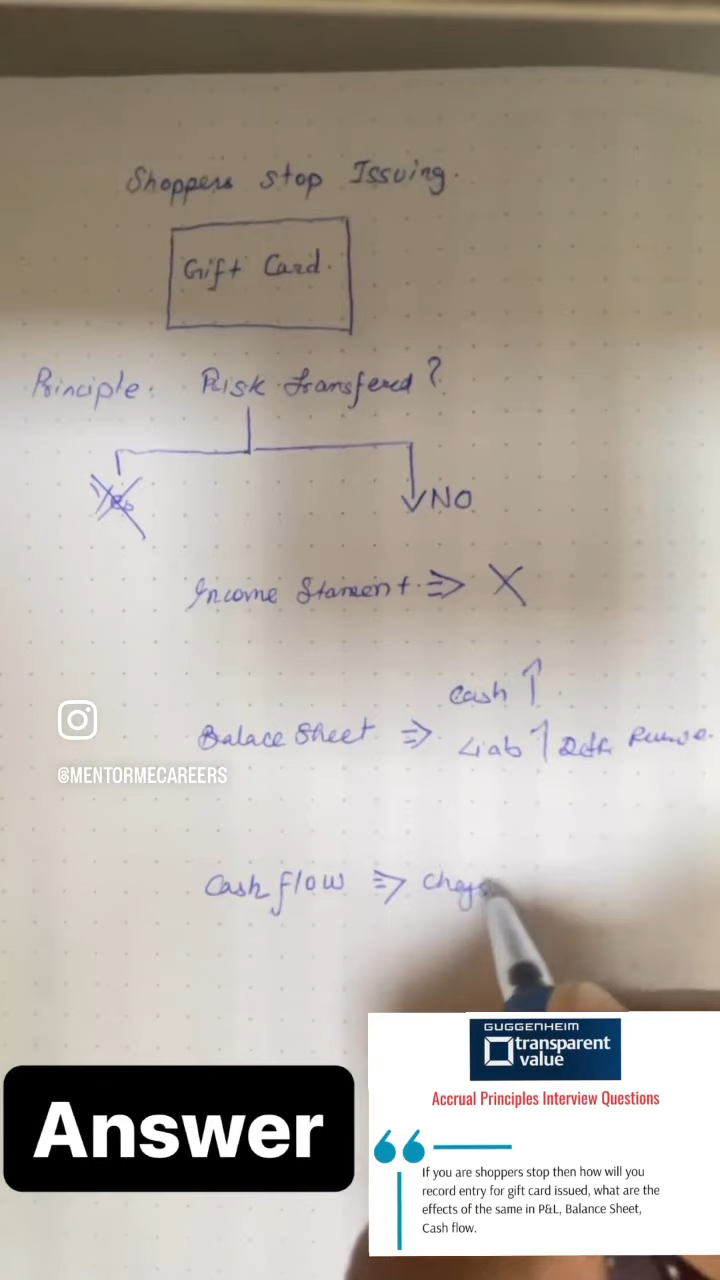 Shoppers Stop Issuing.
Gift Card.
Principle: Risk Transfered?
Yes
NO
Income Stament ⇒ X
Cash ↑
Balace Sheet ⇒ Liab ↑
@MENTORMECAREERS
Cash flow ⇒
Answer
GUGGENHEIM
transparent
value
Accrual Principles Interview Questions
If you are shoppers stop then how will you
record entry for gift card issued, what are the
effects of the same in P&L, Balance Sheet,
Cash flow.